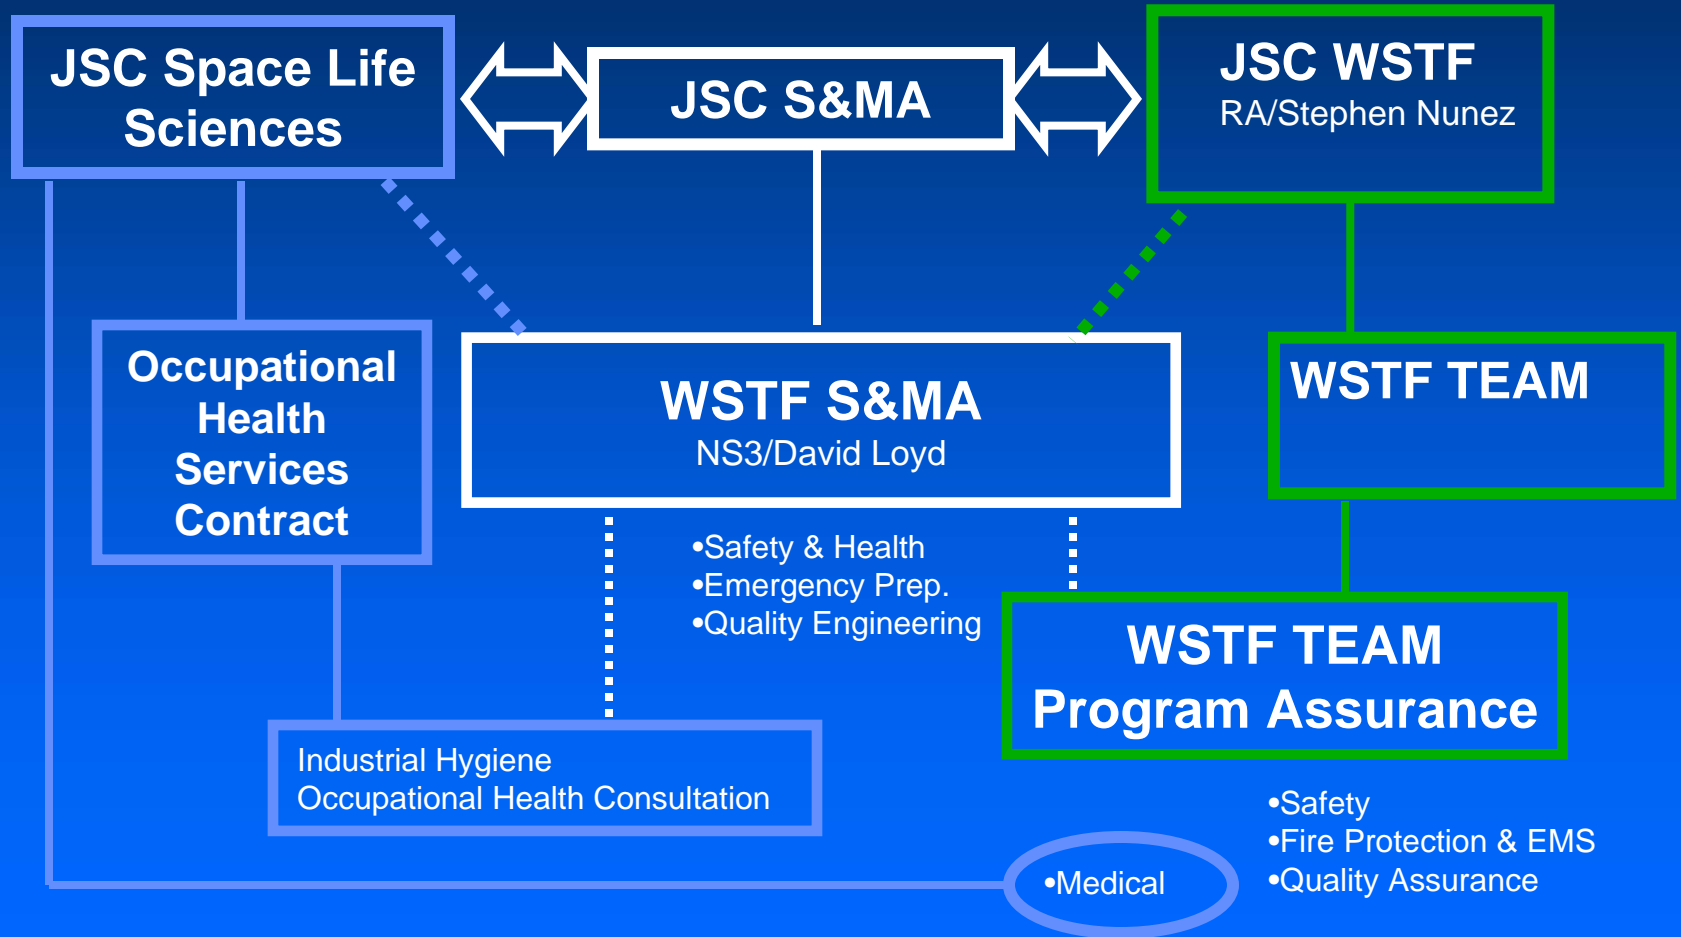 JSC Space Life
Sciences
JSC S&MA
JSC WSTF
RA/Stephen Nunez
Occupational
Health
Services
Contract
WSTF S&MA
NS3/David Loyd
WSTF TEAM
•Safety & Health
•Emergency Prep.
•Quality Engineering
WSTF TEAM
Program Assurance
Industrial Hygiene
Occupational Health Consultation
•Medical
•Safety
•Fire Protection & EMS
•Quality Assurance